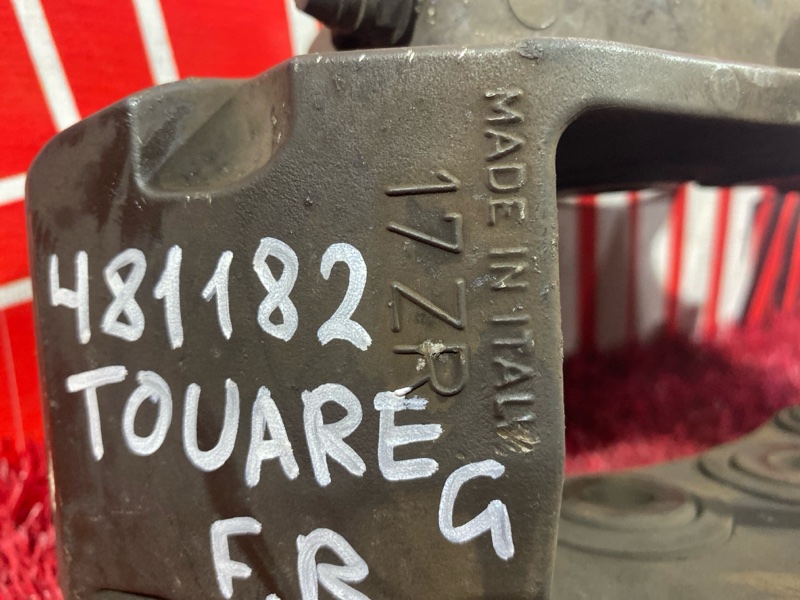 MADE IN ITALY
17ZR
481182
TOUAREG
F.R